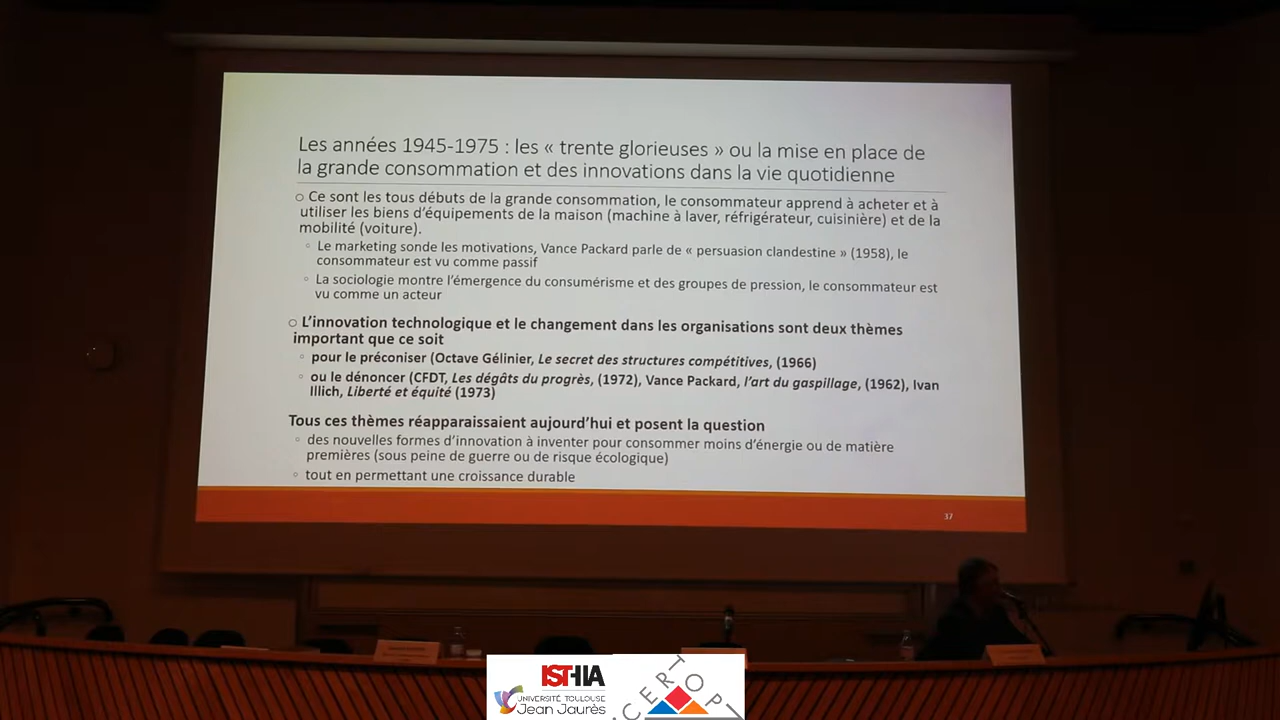 Les années 1945-1975 : les « trente glorieuses » ou la mise en place de
la grande consommation et des innovations dans la vie quotidienne
○ Ce sont les tous débuts de la grande consommation, le consommateur apprend à acheter et à
utiliser les biens d'équipements de la maison (machine à laver, réfrigérateur, cuisinière) et de la
mobilité (voiture).
◦ Le marketing sonde les motivations, Vance Packard parle de « persuasion clandestine » (1958), le
consommateur est vu comme passif
◦ La sociologie montre l'émergence du consumérisme et des groupes de pression, le consommateur est
vu comme un acteur
○ L'innovation technologique et le changement dans les organisations sont deux thèmes
important que ce soit
◦ pour le préconiser (Octave Gélinier, Le secret des structures compétitives, (1966)
◦ ou le dénoncer (CFDT, Les dégâts du progrès, (1972), Vance Packard, l'art du gaspillage, (1962), Ivan
Illich, Liberté et équité (1973)
Tous ces thèmes réapparaissaient aujourd'hui et posent la question
◦ des nouvelles formes d'innovation à inventer pour consommer moins d'énergie ou de matière
premières (sous peine de guerre ou de risque écologique)
◦ tout en permettant une croissance durable
37
ISTHIA
UNIVERSITÉ TOULOUSE
Jean Jaurès
CERTOP